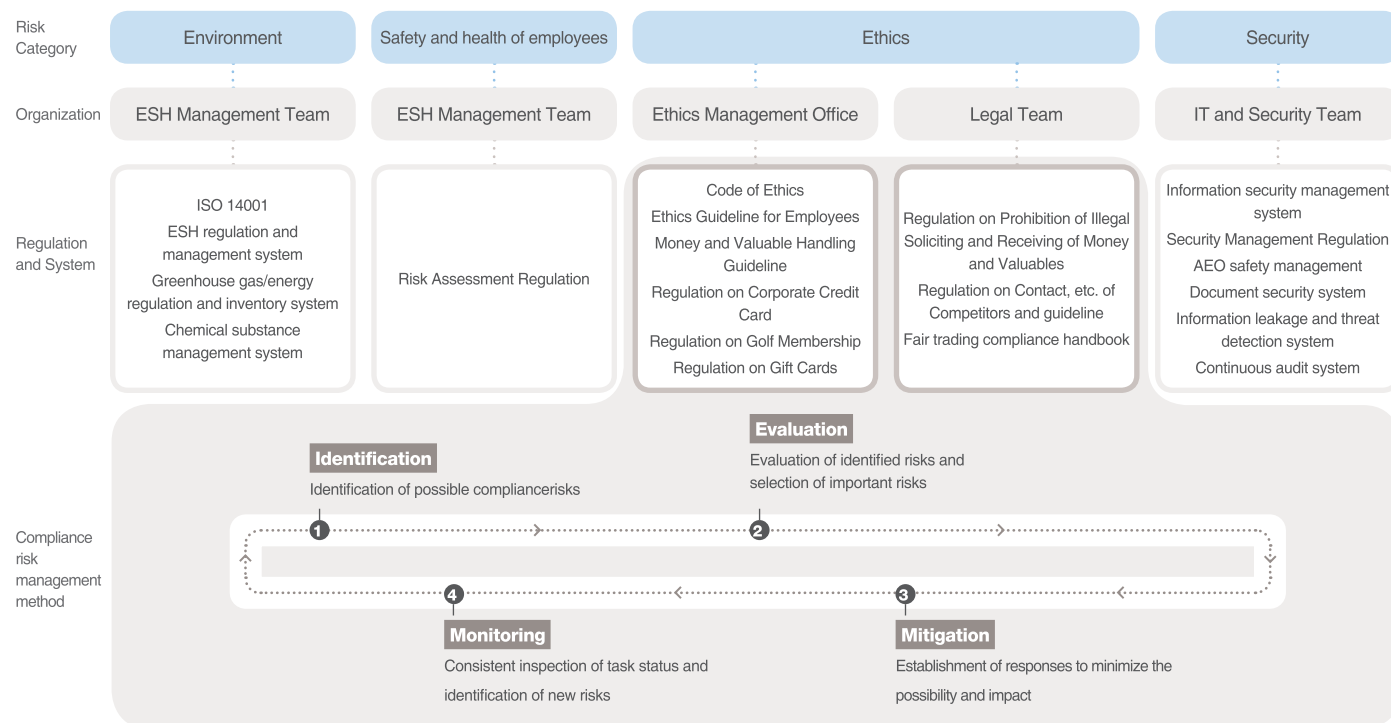 Risk
Category
Environment
Safety and health of employees
Ethics
Security
Organization
ESH Management Team
ESH Management Team
Ethics Management Office
Legal Team
IT and Security Team
Regulation
and System
ISO 14001
ESH regulation and
management system
Greenhouse gas/energy
regulation and inventory system
Chemical substance
management system
Risk Assessment Regulation
Code of Ethics
Ethics Guideline for Employees
Money and Valuable Handling
Guideline
Regulation on Corporate Credit
Card
Regulation on Golf Membership
Regulation on Gift Cards
Regulation on Prohibition of Illegal
Soliciting and Receiving of Money
and Valuables
Regulation on Contact, etc. of
Competitors and guideline
Fair trading compliance handbook
Information security management
system
Security Management Regulation
AEO safety management
Document security system
Information leakage and threat
detection system
Continuous audit system
Compliance
risk
management
method
Identification
Identification of possible compliancerisks
1
Evaluation
Evaluation of identified risks and
selection of important risks
2
3
Mitigation
Establishment of responses to minimize the
possibility and impact
4
Monitoring
Consistent inspection of task status and
identification of new risks